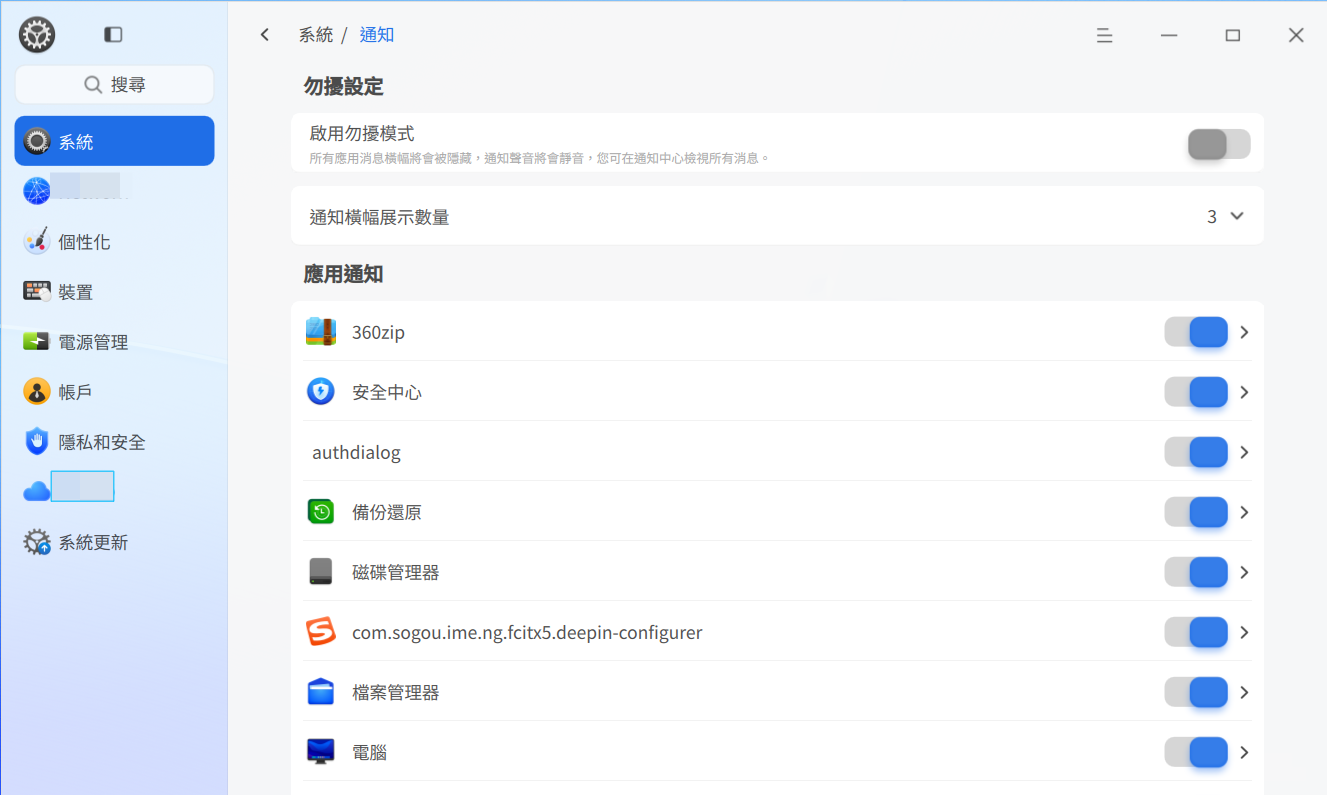 系統 / 通知
搜尋
系統
個性化
裝置
電源管理
帳戶
隱私和安全
系統更新
勿擾設定
啟用勿擾模式
所有應用消息橫幅將會被隱藏，通知聲音將會靜音，您可在通知中心檢視所有消息。
通知橫幅展示數量
3
應用通知
360zip
安全中心
authdialog
備份還原
磁碟管理器
com.sogou.ime.ng.fcitx5.deepin-configurer
檔案管理器
電腦